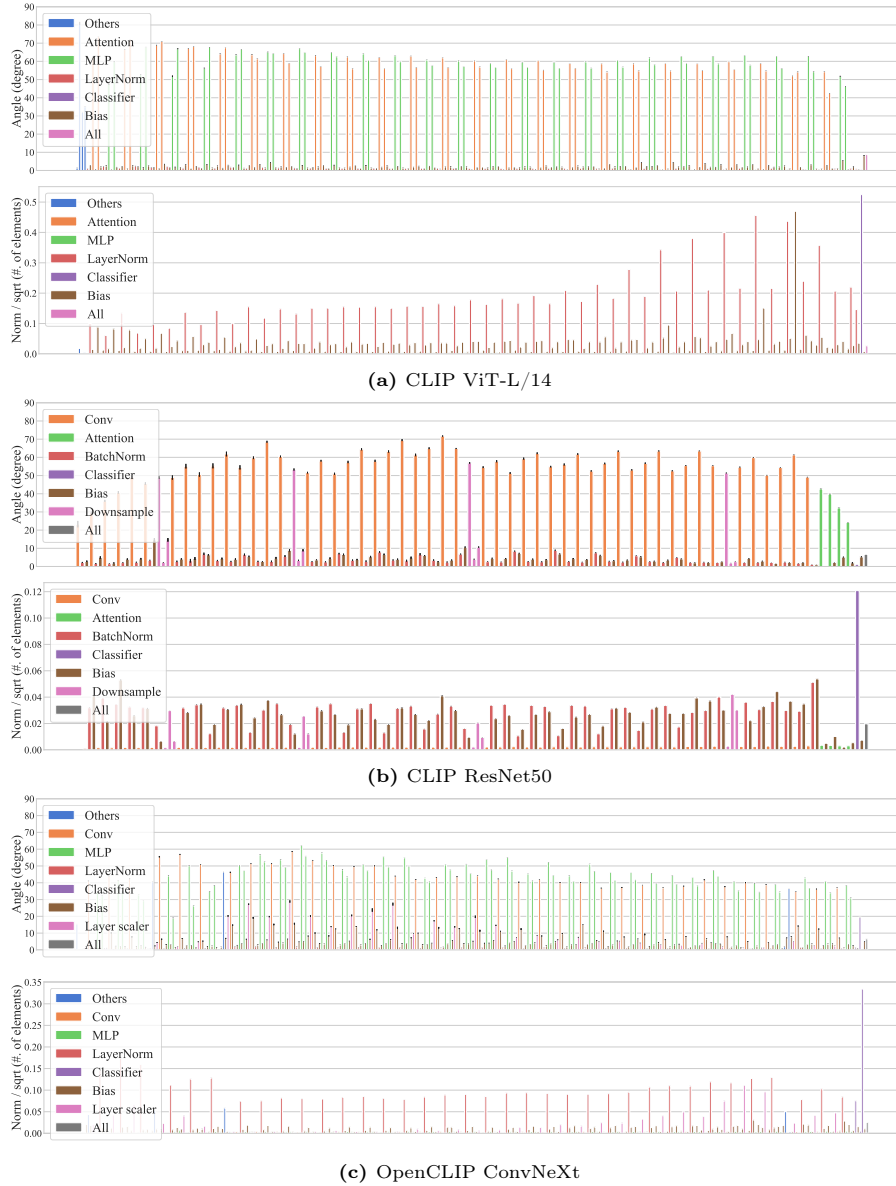 90
80
70
60
50
40
30
20
10
0
Angle (degree)
Others
Attention
MLP
LayerNorm
Classifier
Bias
All
0.5
0.4
0.3
0.2
0.1
0.0
Norm / sqrt (#. of elements)
Others
Attention
MLP
LayerNorm
Classifier
Bias
All
(a) CLIP ViT-L/14
90
80
70
60
50
40
30
20
10
0
Angle (degree)
Conv
Attention
BatchNorm
Classifier
Bias
Downsample
All
0.12
0.10
0.08
0.06
0.04
0.02
0.00
Norm / sqrt (#. of elements)
Conv
Attention
BatchNorm
Classifier
Bias
Downsample
All
(b) CLIP ResNet50
90
80
70
60
50
40
30
20
10
0
Angle (degree)
Others
Conv
MLP
LayerNorm
Classifier
Bias
Layer scaler
All
0.35
0.30
0.25
0.20
0.15
0.10
0.05
0.00
Norm / sqrt (#. of elements)
Others
Conv
MLP
LayerNorm
Classifier
Bias
Layer scaler
All
(c) OpenCLIP ConvNeXt